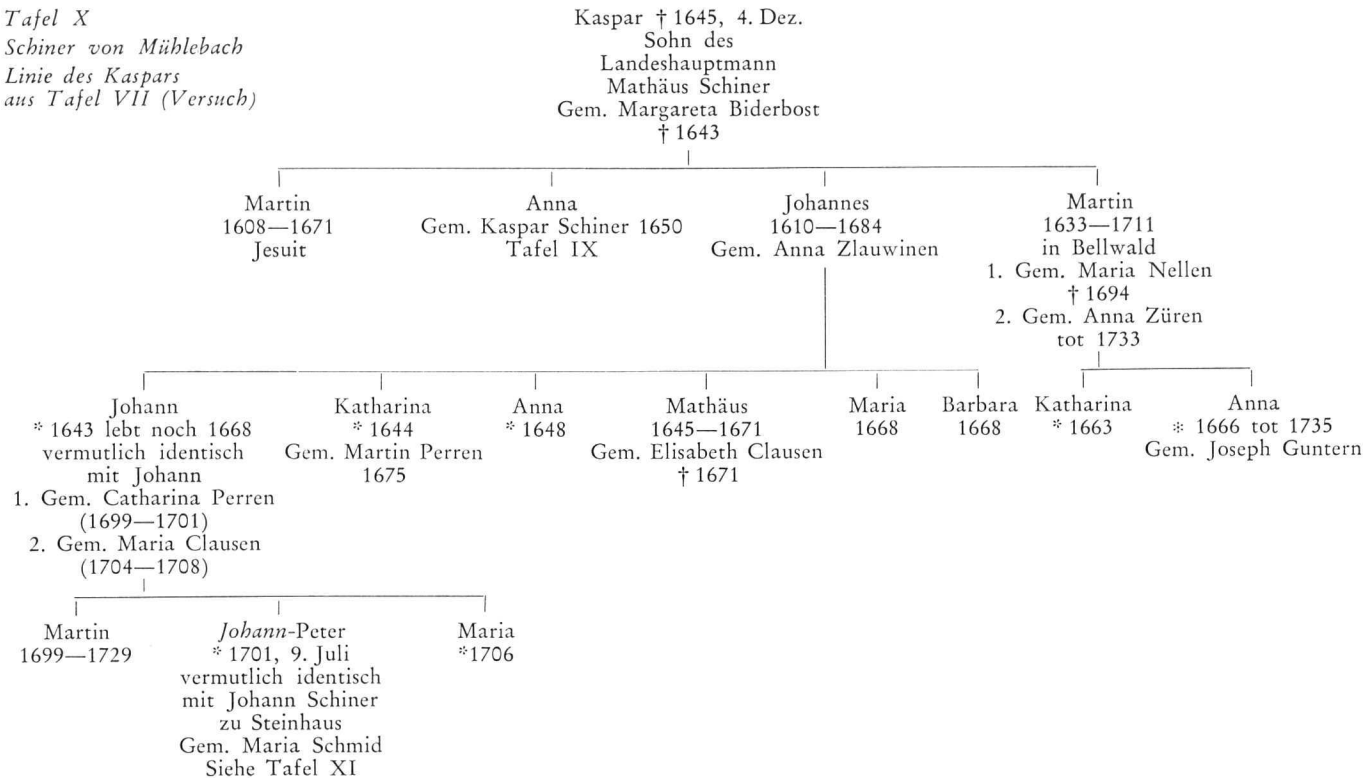 Tafel X
Schiner von Mühlebach
Linie des Kaspars
aus Tafel VII (Versuch)
Kaspar † 1645, 4. Dez.
Sohn des
Landeshauptmann
Mathäus Schiner
Gem. Margareta Biderbost
† 1643
Martin
1608—1671
Jesuit
Anna
Gem. Kaspar Schiner 1650
Tafel IX
Johannes
1610—1684
Gem. Anna Zlauwinen
Martin
1633—1711
in Bellwald
1. Gem. Maria Nellen
† 1694
2. Gem. Anna Züren
tot 1733
Johann
* 1643 lebt noch 1668
vermutlich identisch
mit Johann
1. Gem. Catharina Perren
(1699—1701)
2. Gem. Maria Clausen
(1704—1708)
Katharina
* 1644
Gem. Martin Perren
1675
Anna
* 1648
Mathäus
1645—1671
Gem. Elisabeth Clausen
† 1671
Maria
1668
Barbara
1668
Katharina
* 1663
Anna
* 1666 tot 1735
Gem. Joseph Guntern
Martin
1699—1729
Johann-Peter
* 1701, 9. Juli
vermutlich identisch
mit Johann Schiner
zu Steinhaus
Gem. Maria Schmid
Siehe Tafel XI
Maria
*1706